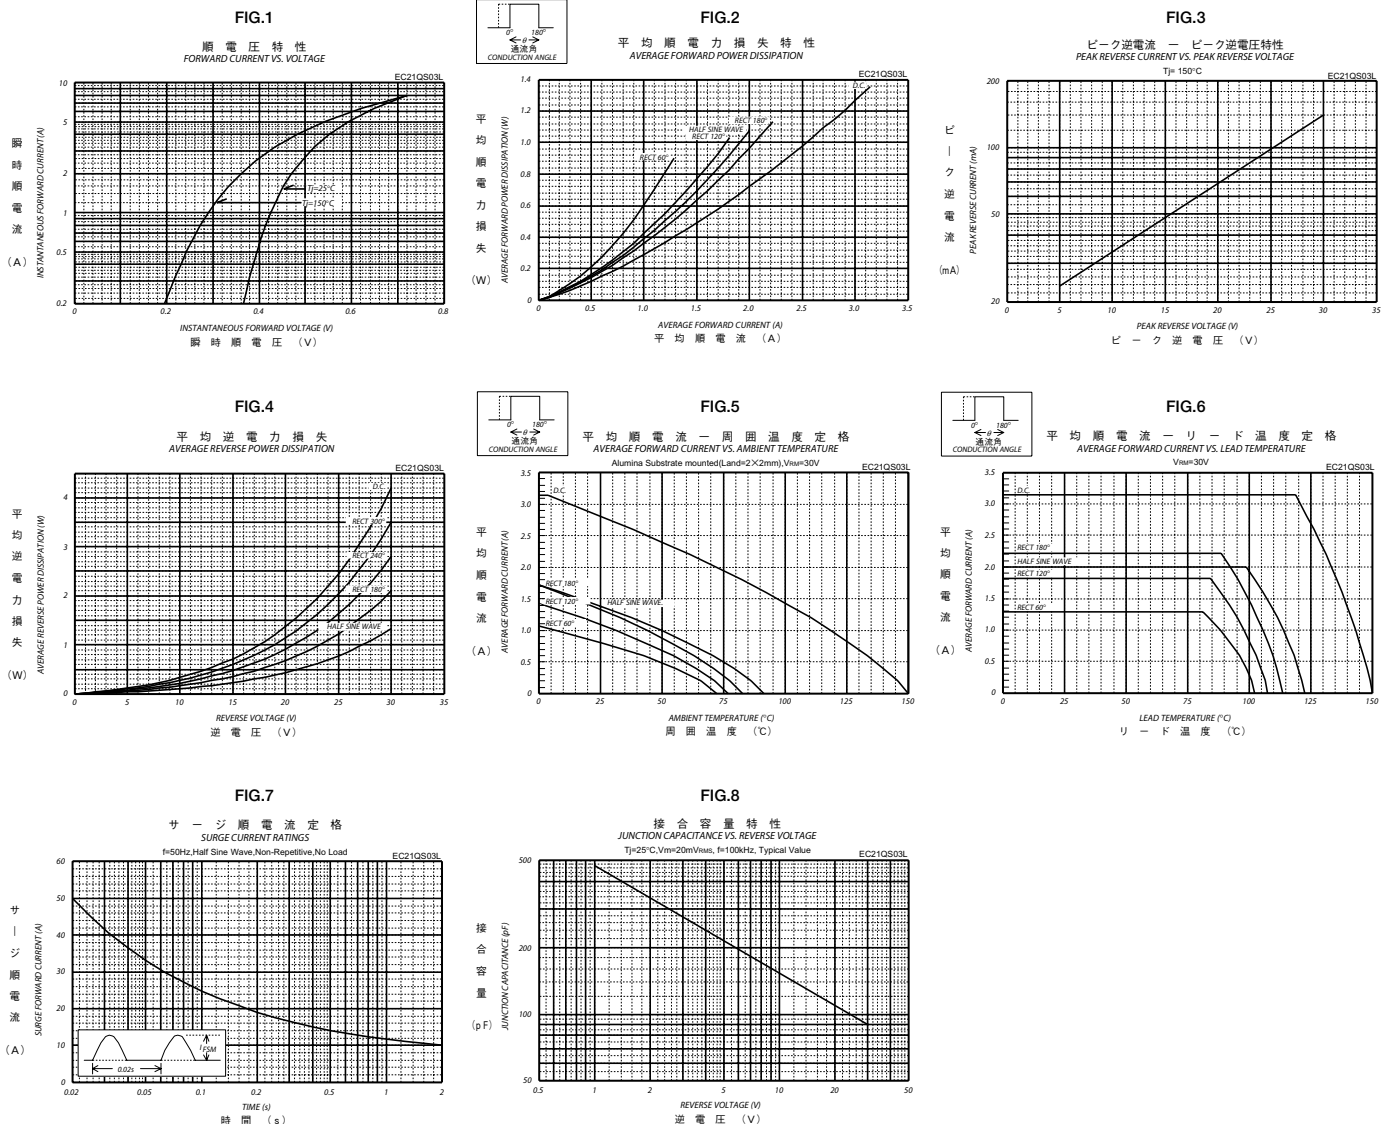 FIG.1
順電圧特性
FORWARD CURRENT VS. VOLTAGE
EC21QS03L
10
5
2
1
0.5
0.2
瞬時順電流 (A)
INSTANTANEOUS FORWARD CURRENT (A)
Tj=25°C
Tj=150°C
0 0.2 0.4 0.6 0.8
INSTANTANEOUS FORWARD VOLTAGE (V)
瞬時順電圧 (V)
0° 180°
θ
通流角
CONDUCTION ANGLE
FIG.2
平均順電力損失特性
AVERAGE FORWARD POWER DISSIPATION
EC21QS03L
1.4
1.2
1.0
0.8
0.6
0.4
0.2
0
平均順電力損失 (W)
AVERAGE FORWARD POWER DISSIPATION (W)
D.C.
RECT 180°
HALF SINE WAVE
RECT 120°
RECT 60°
0 0.5 1.0 1.5 2.0 2.5 3.0 3.5
AVERAGE FORWARD CURRENT (A)
平均順電流 (A)
FIG.3
ピーク逆電流 － ピーク逆電圧特性
PEAK REVERSE CURRENT VS. PEAK REVERSE VOLTAGE
Tj= 150°C
EC21QS03L
200
100
50
20
ピーク逆電流 (mA)
PEAK REVERSE CURRENT (mA)
0 5 10 15 20 25 30 35
PEAK REVERSE VOLTAGE (V)
ピーク逆電圧 (V)
FIG.4
平均逆電力損失
AVERAGE REVERSE POWER DISSIPATION
EC21QS03L
4
3
2
1
0
平均逆電力損失 (W)
AVERAGE REVERSE POWER DISSIPATION (W)
D.C.
RECT 300°
RECT 240°
RECT 180°
HALF SINE WAVE
0 5 10 15 20 25 30 35
REVERSE VOLTAGE (V)
逆電圧 (V)
0° 180°
θ
通流角
CONDUCTION ANGLE
FIG.5
平均順電流－周囲温度定格
AVERAGE FORWARD CURRENT VS. AMBIENT TEMPERATURE
Alumina Substrate mounted(Land=2×2mm),VRM=30V
EC21QS03L
3.5
3.0
2.5
2.0
1.5
1.0
0.5
0
平均順電流 (A)
AVERAGE FORWARD CURRENT (A)
D.C.
RECT 180°
HALF SINE WAVE
RECT 120°
RECT 60°
0 25 50 75 100 125 150
AMBIENT TEMPERATURE (°C)
周囲温度 (℃)
0° 180°
θ
通流角
CONDUCTION ANGLE
FIG.6
平均順電流－リード温度定格
AVERAGE FORWARD CURRENT VS. LEAD TEMPERATURE
VRM=30V
EC21QS03L
3.5
3.0
2.5
2.0
1.5
1.0
0.5
0
平均順電流 (A)
AVERAGE FORWARD CURRENT (A)
D.C.
RECT 180°
HALF SINE WAVE
RECT 120°
RECT 60°
0 25 50 75 100 125 150
LEAD TEMPERATURE (°C)
リード温度 (℃)
FIG.7
サージ順電流定格
SURGE CURRENT RATINGS
f=50Hz,Half Sine Wave,Non-Repetitive,No Load
EC21QS03L
60
50
40
30
20
10
0
サージ順電流 (A)
SURGE FORWARD CURRENT (A)
IFSM
0.02s
0.02 0.05 0.1 0.2 0.5 1 2
TIME (s)
時間 (s)
FIG.8
接合容量特性
JUNCTION CAPACITANCE VS. REVERSE VOLTAGE
Tj=25°C,Vm=20mVRMS, f=100kHz, Typical Value
EC21QS03L
500
200
100
50
接合容量 (pF)
JUNCTION CAPACITANCE (pF)
0.5 1 2 5 10 20 50
REVERSE VOLTAGE (V)
逆電圧 (V)